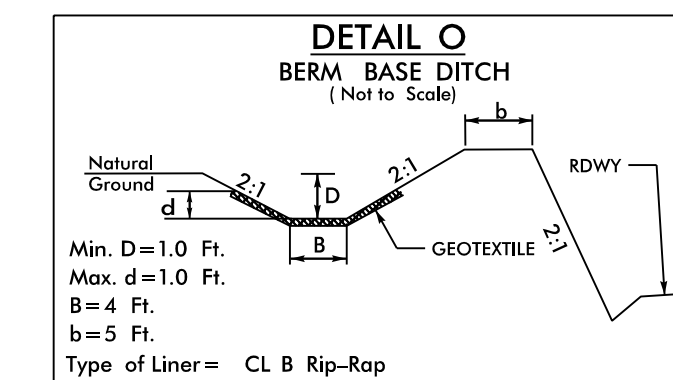 DETAIL O
BERM BASE DITCH
( Not to Scale)
b
Natural
Ground
2:1
d
D
2:1
RDWY
2:1
B
GEOTEXTILE
Min. D=1.0 Ft.
Max. d=1.0 Ft.
B=4 Ft.
b=5 Ft.
Type of Liner= CL B Rip-Rap